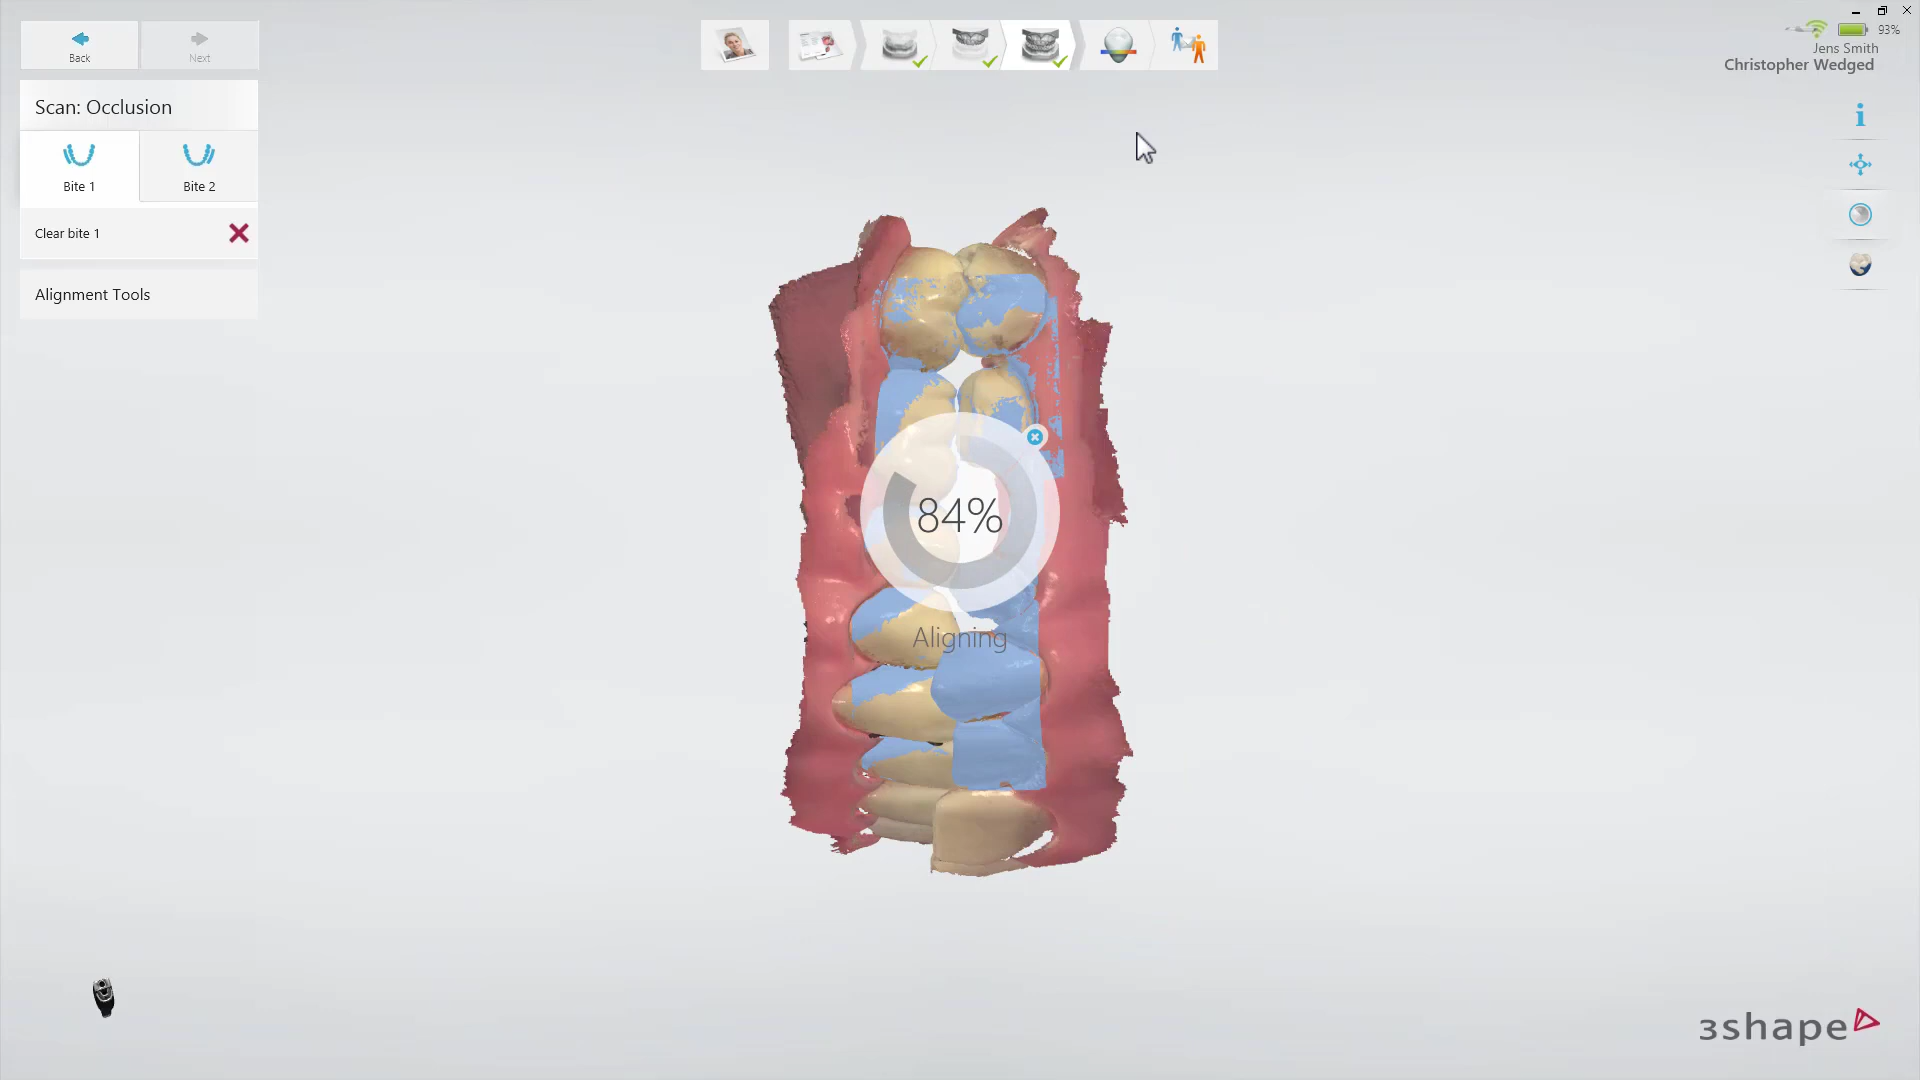 Back
Next
93%
Jens Smith
Christopher Wedged
Scan: Occlusion
Bite 1
Bite 2
Clear bite 1
Alignment Tools
84%
Aligning
3shape